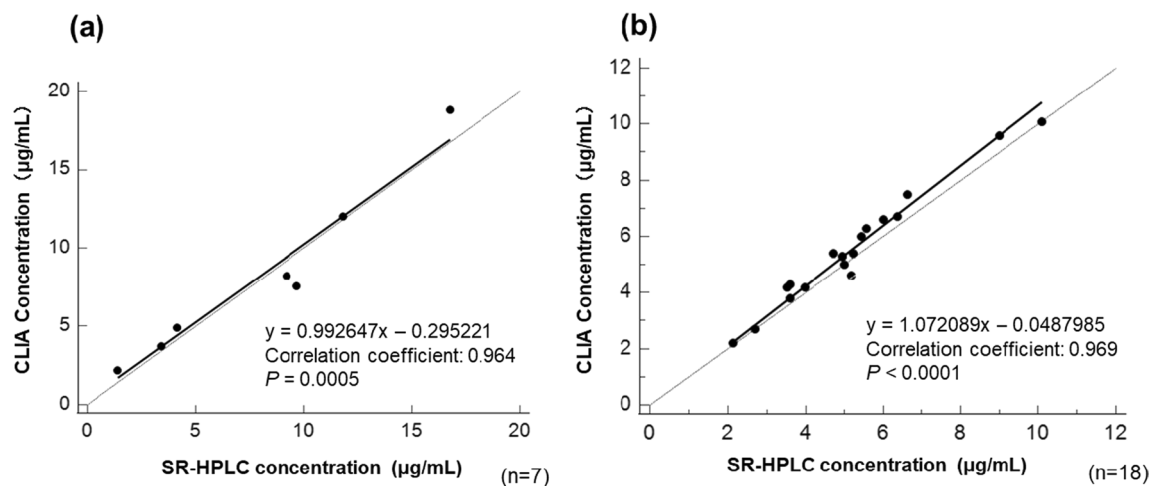 (a)
CLIA Concentration (µg/mL)
20
15
10
5
0
y = 0.992647x – 0.295221
Correlation coefficient: 0.964
P = 0.0005
0 5 10 15 20
SR-HPLC concentration (µg/mL)
(n=7)
(b)
CLIA Concentration (µg/mL)
12
10
8
6
4
2
0
y = 1.072089x – 0.0487985
Correlation coefficient: 0.969
P < 0.0001
0 2 4 6 8 10 12
SR-HPLC concentration (µg/mL)
(n=18)